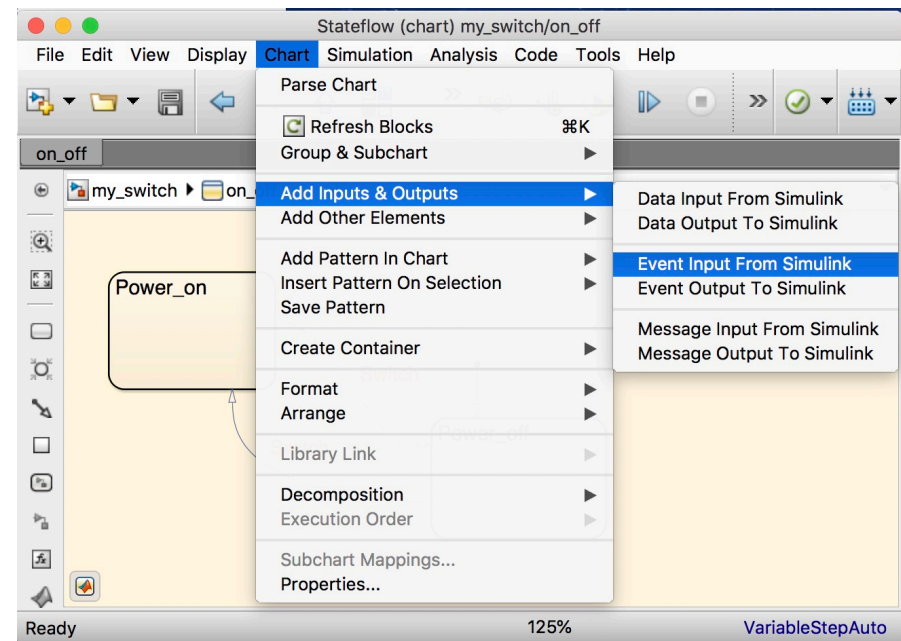 Stateflow (chart) my_switch/on_off
File Edit View Display Chart Simulation Analysis Code Tools Help
Parse Chart
Refresh Blocks ⌘K
Group & Subchart
on_off
my_switch on_
Add Inputs & Outputs
Add Other Elements
Data Input From Simulink
Data Output To Simulink
Add Pattern In Chart
Insert Pattern On Selection
Save Pattern
Event Input From Simulink
Event Output To Simulink
Power_on
Message Input From Simulink
Message Output To Simulink
Create Container
Switch
Format
Arrange
Power_off
Library Link
Decomposition
Execution Order
fx
Subchart Mappings...
Properties...
Ready 125% VariableStepAuto